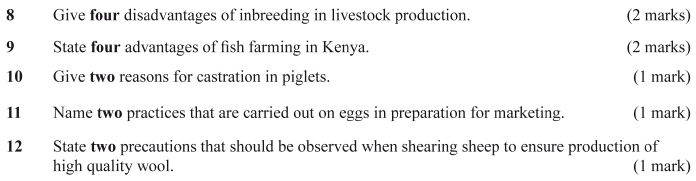 8 Give four disadvantages of inbreeding in livestock production. (2 marks)
9 State four advantages of fish farming in Kenya. (2 marks)
10 Give two reasons for castration in piglets. (1 mark)
11 Name two practices that are carried out on eggs in preparation for marketing. (1 mark)
12 State two precautions that should be observed when shearing sheep to ensure production of
high quality wool. (1 mark)